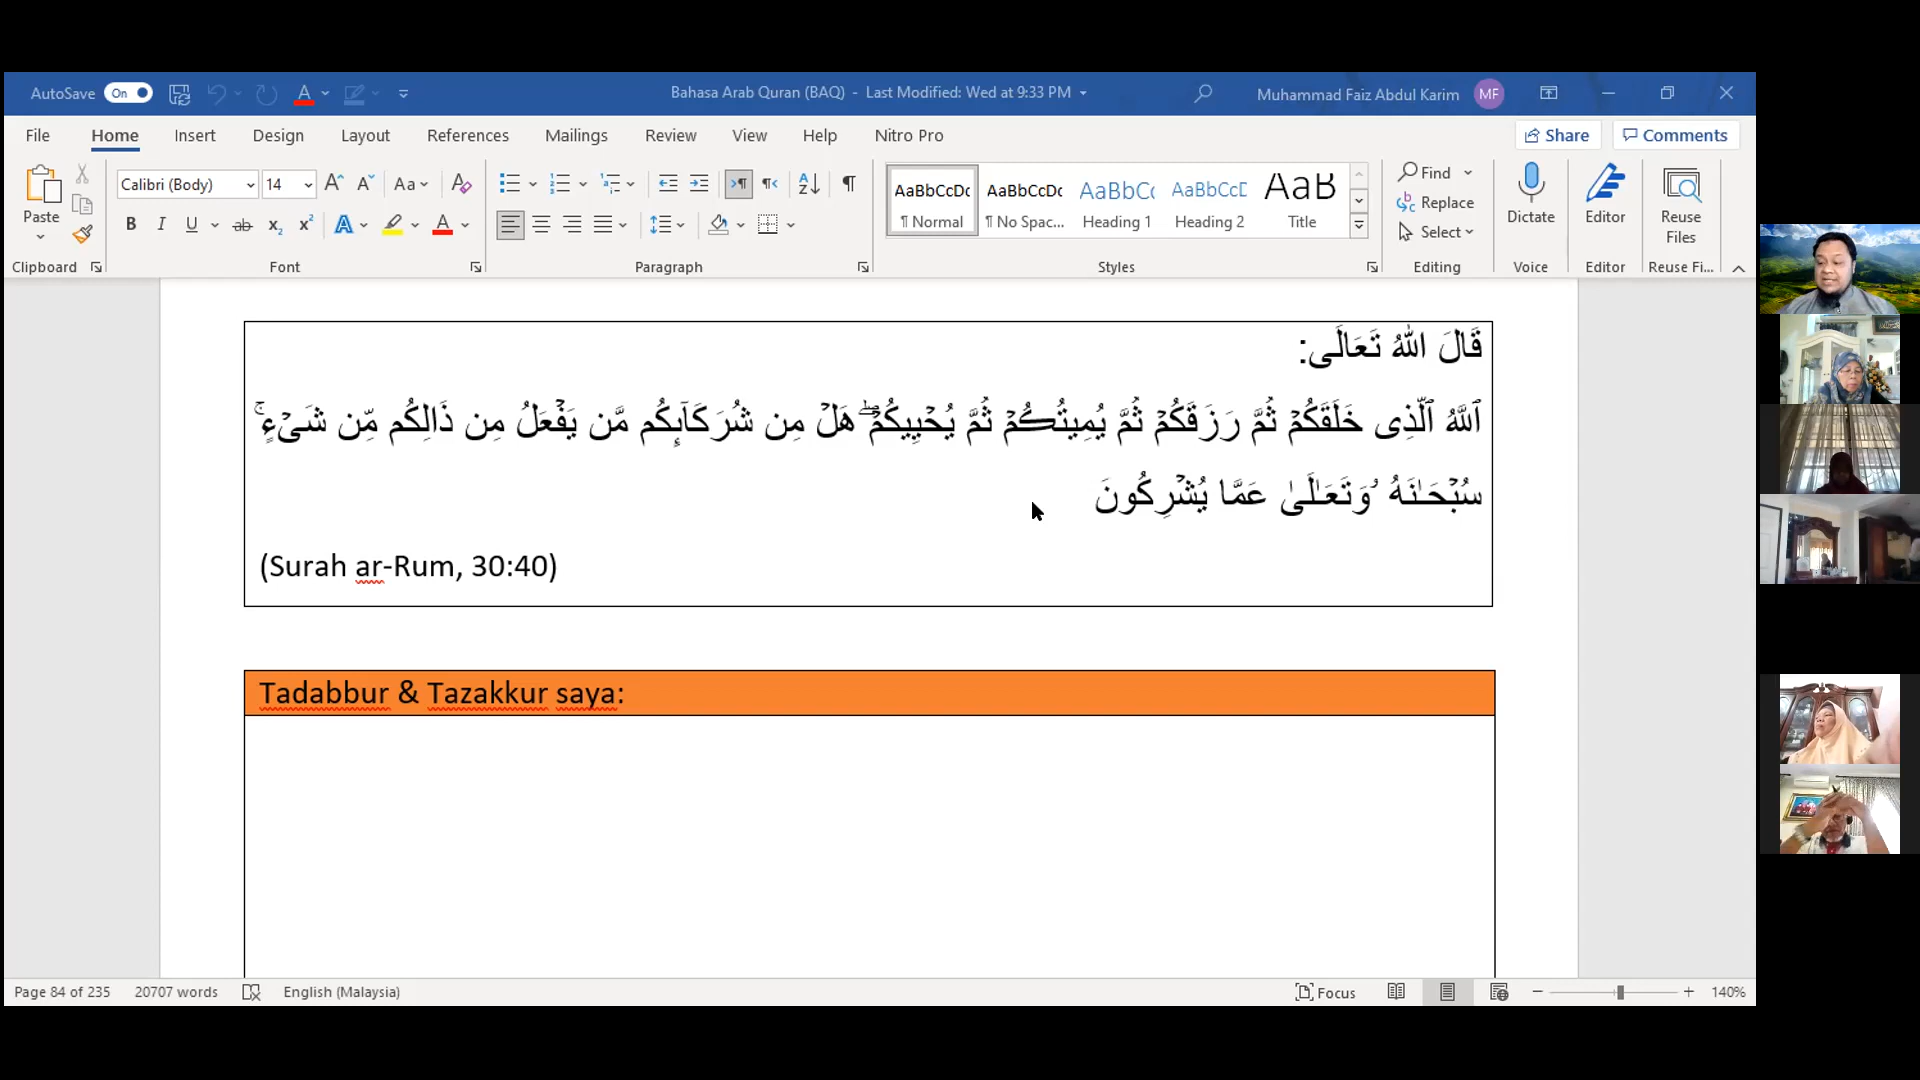 AutoSave On Bahasa Arab Quran (BAQ) - Last Modified: Wed at 9:33 PM Muhammad Faiz Abdul Karim MF
File Home Insert Design Layout References Mailings Review View Help Nitro Pro Share Comments
Paste Calibri (Body) 14 AaBbCcDc AaBbCcDc AaBbCc AaBbCcD AaB Find Replace Select Dictate Editor Reuse Files
¶ Normal ¶ No Spac... Heading 1 Heading 2 Title
Clipboard Font Paragraph Styles Editing Voice Editor Reuse Fi...
قَالَ اللهُ تَعَالَى:
ٱللَّهُ ٱلَّذِى خَلَقَكُمۡ ثُمَّ رَزَقَكُمۡ ثُمَّ يُمِيتُكُمۡ ثُمَّ يُحۡيِيكُمۡۖ هَلۡ مِن شُرَكَآٮِٕكُم مَّن يَفۡعَلُ مِن ذَالِكُم مِّن شَىۡءٍۚ
سُبۡحَـٰنَهُ ۥ وَتَعَـٰلَىٰ عَمَّا يُشۡرِكُونَ
(Surah ar-Rum, 30:40)
Tadabbur & Tazakkur saya:
Page 84 of 235 20707 words English (Malaysia) Focus 140%